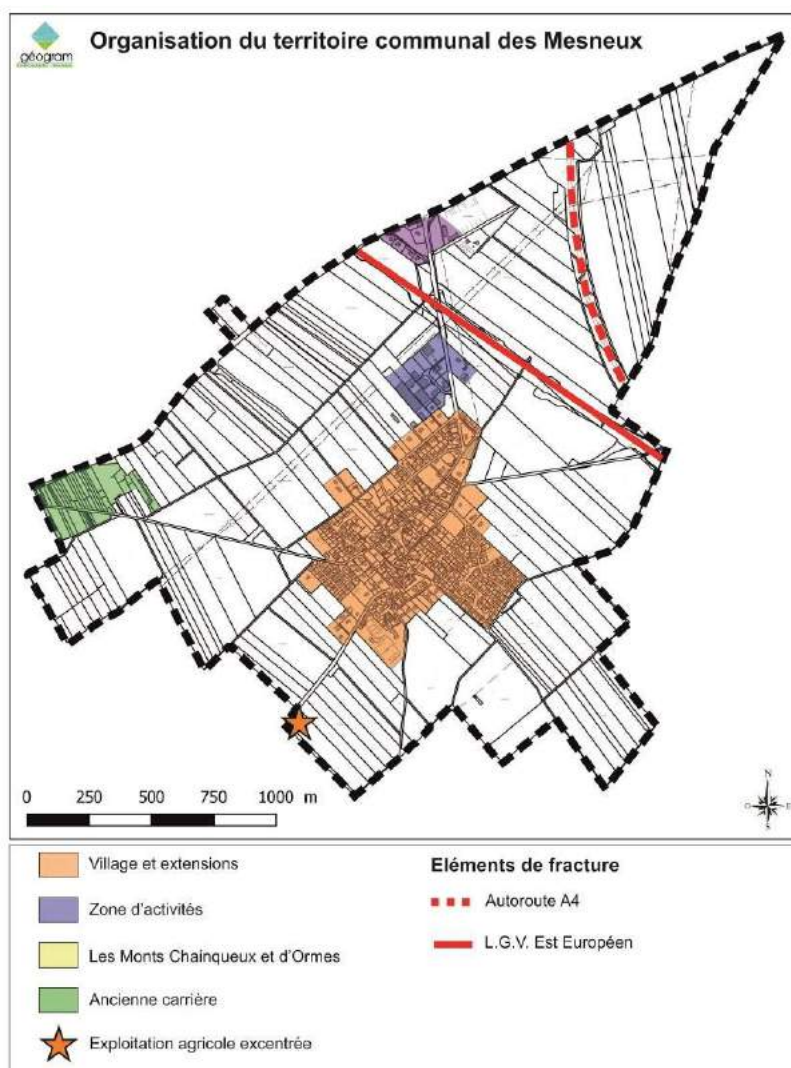 géogram
Organisation du territoire communal des Mesneux
0 250 500 750 1000 m
N
O E
S
Village et extensions
Zone d'activités
Les Monts Chainqueux et d'Ormes
Ancienne carrière
Exploitation agricole excentrée
Eléments de fracture
Autoroute A4
L.G.V. Est Européen